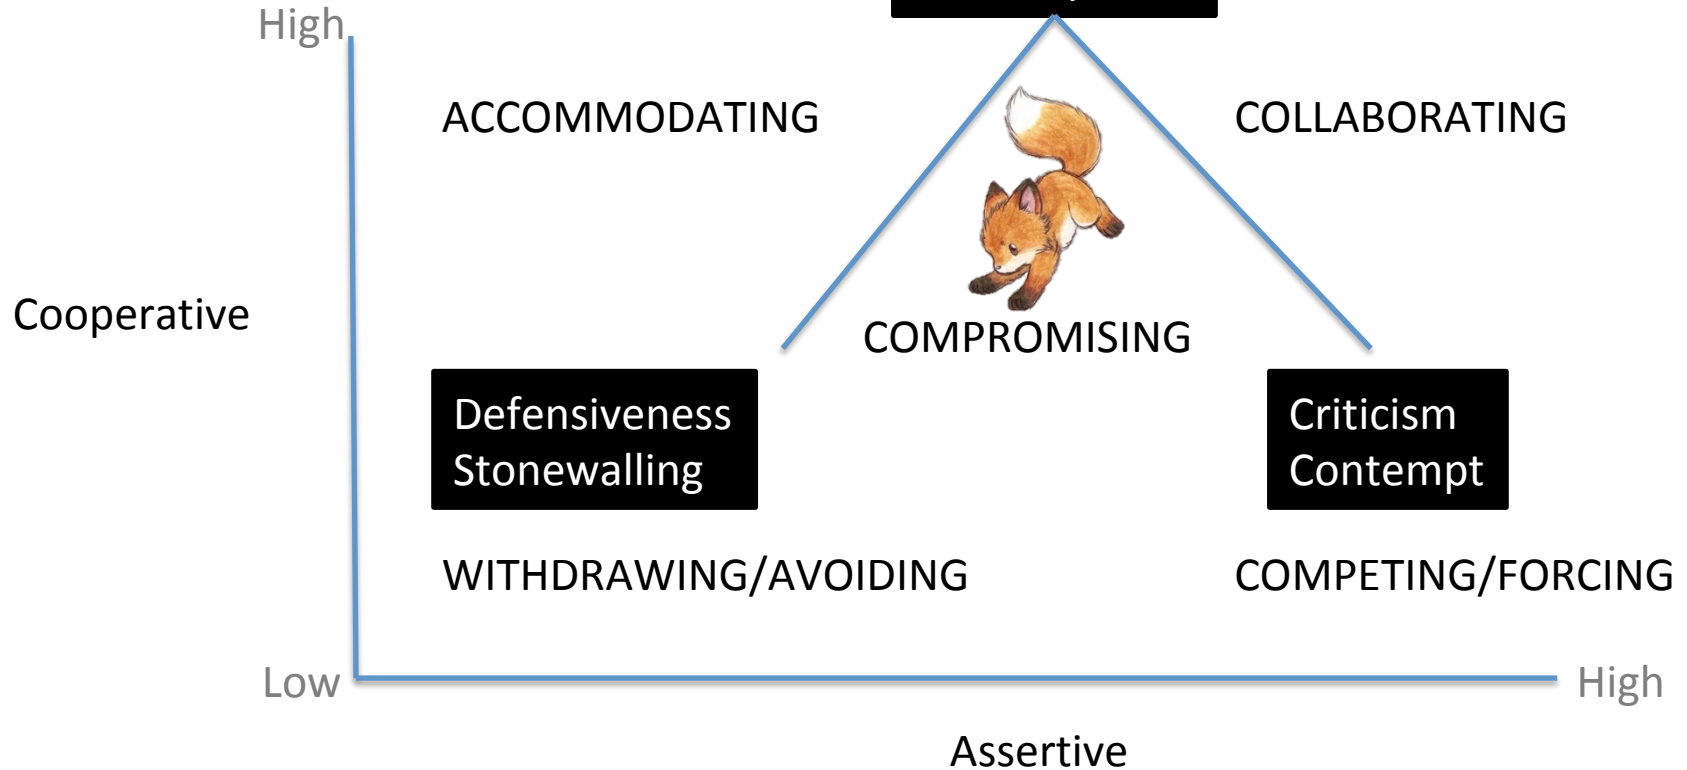 High
ACCOMMODATING
COLLABORATING
Cooperative
COMPROMISING
Defensiveness
Stonewalling
Criticism
Contempt
WITHDRAWING/AVOIDING
COMPETING/FORCING
Low
High
Assertive